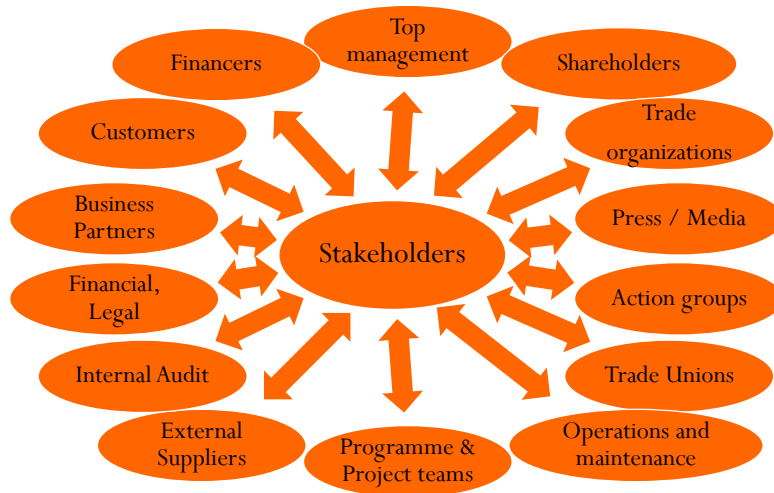 Top
management
Financers
Shareholders
Customers
Trade
organizations
Business
Partners
Press / Media
Stakeholders
Financial,
Legal
Action groups
Internal Audit
Trade Unions
External
Suppliers
Programme &
Project teams
Operations and
maintenance